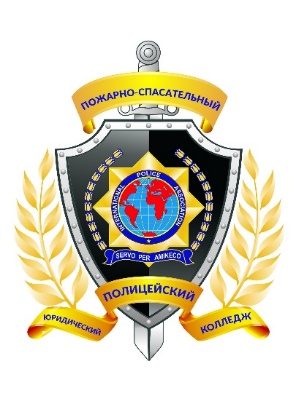 ПОЖАРНО-СПАСАТЕЛЬНЫЙ
INTERNATIONAL POLICE ASSOCIATION
SERVO PER AMIKECO
ПОЛИЦЕЙСКИЙ
ЮРИДИЧЕСКИЙ
КОЛЛЕДЖ